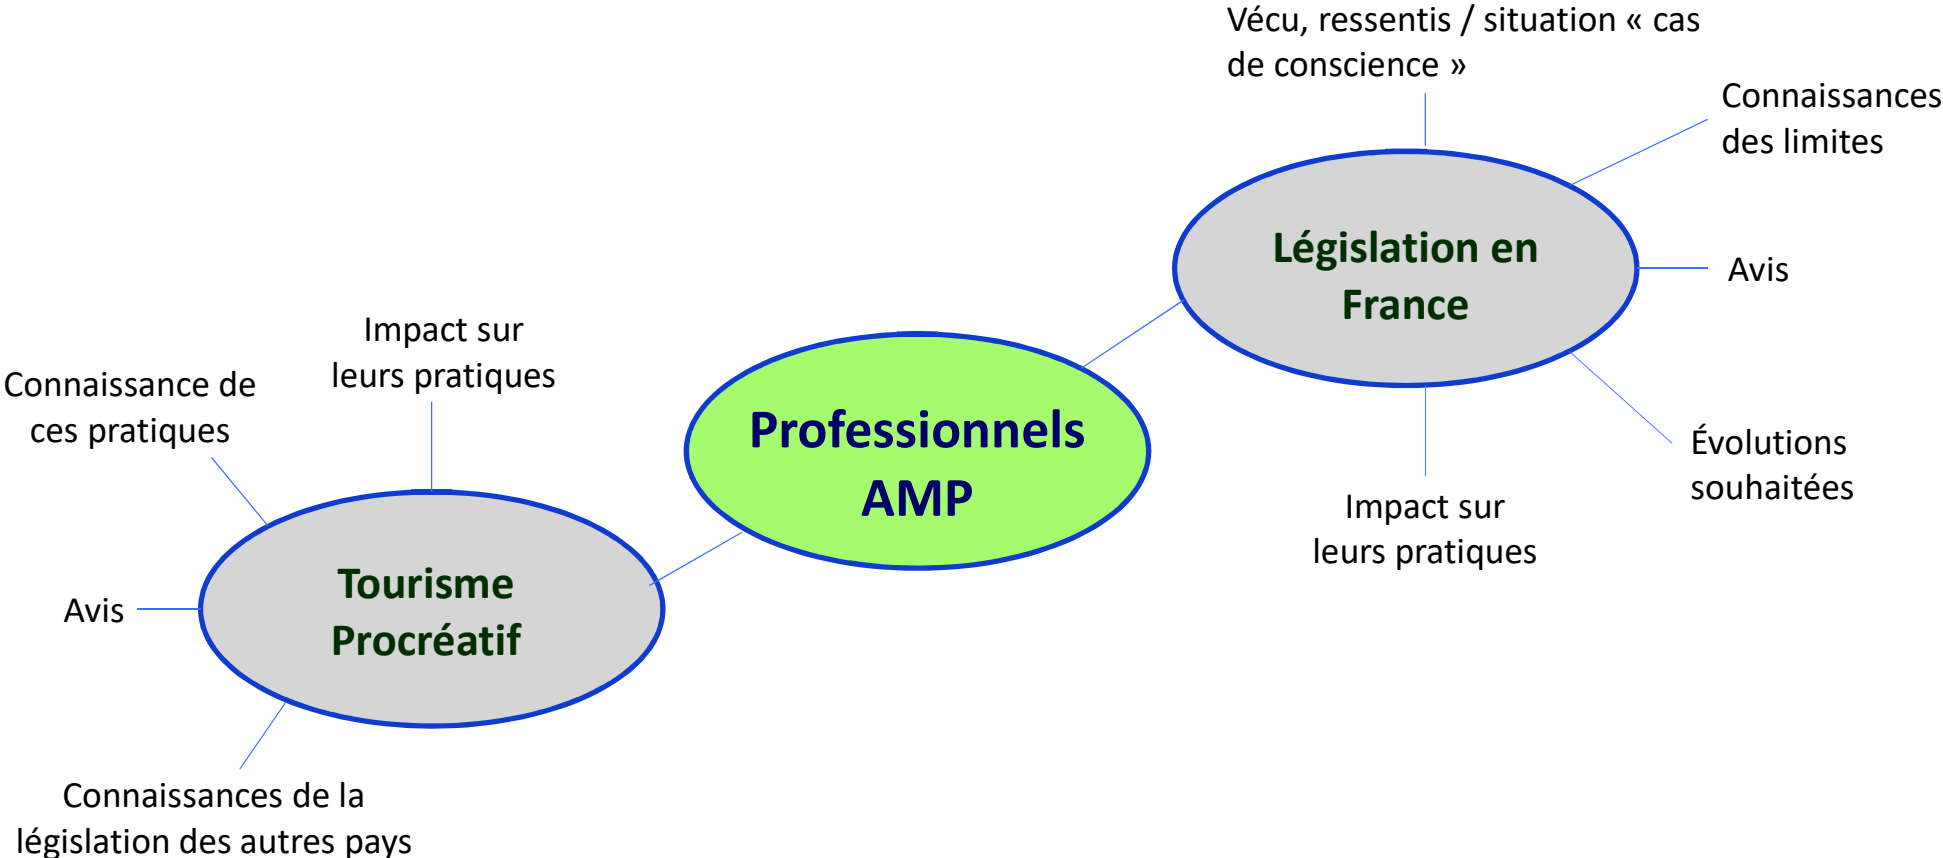 Vécu, ressentis / situation « cas
de conscience »
Connaissances
des limites
Législation en
France
Avis
Évolutions
souhaitées
Impact sur
leurs pratiques
Professionnels
AMP
Impact sur
leurs pratiques
Connaissance de
ces pratiques
Tourisme
Procréatif
Avis
Connaissances de la
législation des autres pays